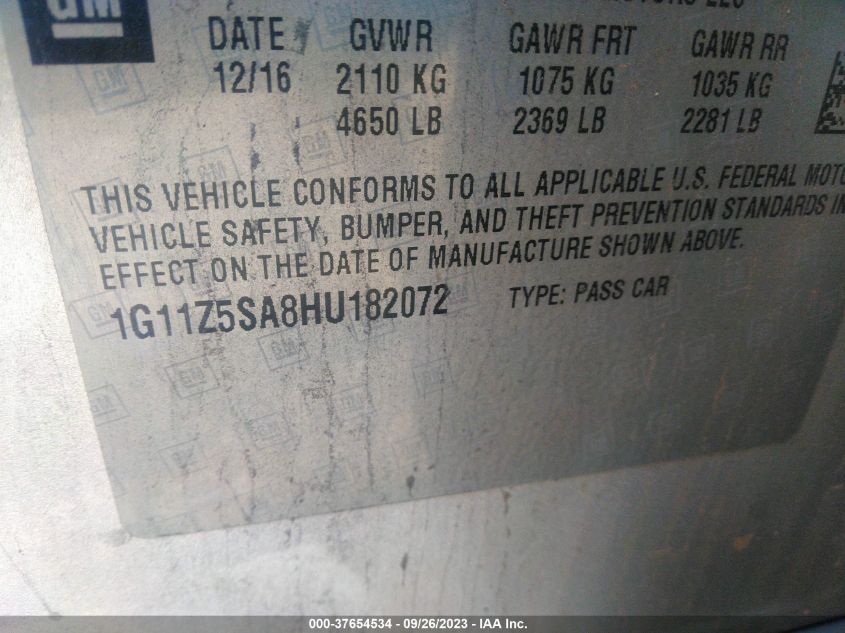 GM
DATE GVWR GAWR FRT GAWR RR
12/16 2110 KG 1075 KG 1035 KG
4650 LB 2369 LB 2281 LB
THIS VEHICLE CONFORMS TO ALL APPLICABLE U.S. FEDERAL MOTO
VEHICLE SAFETY, BUMPER, AND THEFT PREVENTION STANDARDS IN
EFFECT ON THE DATE OF MANUFACTURE SHOWN ABOVE.
1G11Z5SA8HU182072 TYPE: PASS CAR
000-37654534 - 09/26/2023 - IAA Inc.